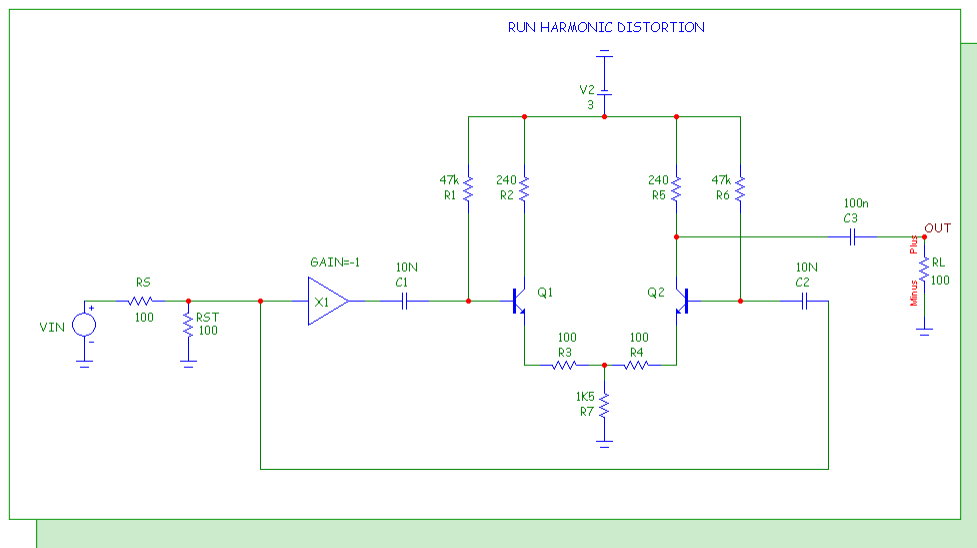 RUN HARMONIC DISTORTION
V2
3
47k
R1
240
R2
240
R5
47k
R6
100n
C3
OUT
Plus
RL
100
Minus
GAIN=-1
X1
10N
C1
Q1
Q2
10N
C2
RS
100
VIN
+
-
RST
100
100
R3
100
R4
1K5
R7